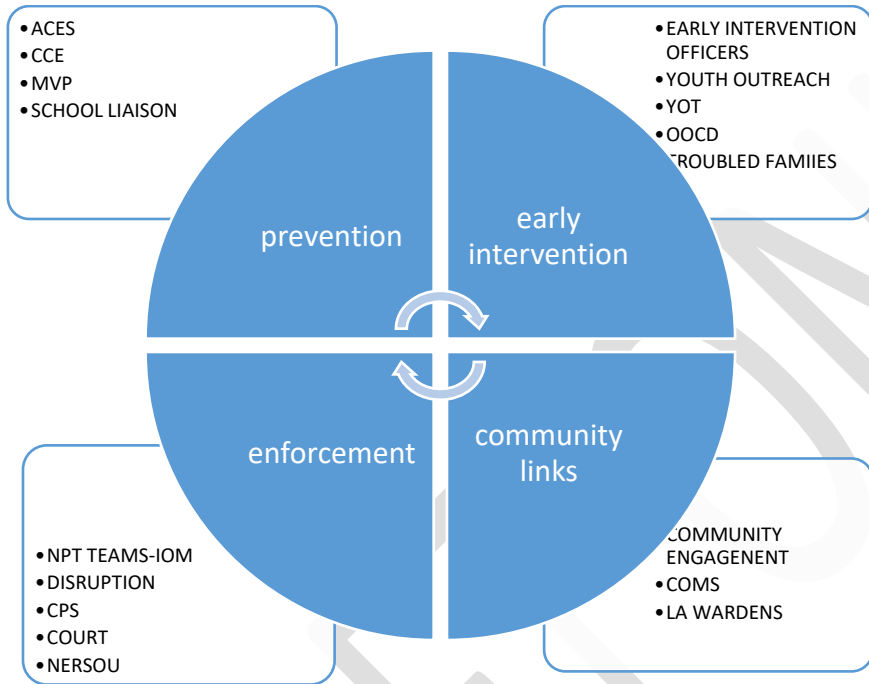 • ACES
• CCE
• MVP
• SCHOOL LIAISON
• EARLY INTERVENTION
OFFICERS
• YOUTH OUTREACH
• YOT
• OOCD
TROUBLED FAMIIES
prevention
early
intervention
enforcement
community
links
• NPT TEAMS-IOM
• DISRUPTION
• CPS
• COURT
• NERSOU
COMMUNITY
ENGAGENENT
• COMS
• LA WARDENS